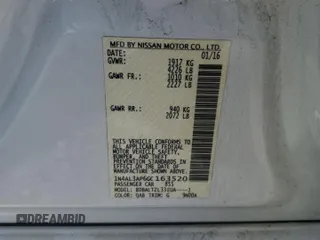 MFD BY NISSAN MOTOR CO., LTD.
01/16
GVWR: 1917 KG
4226 LB
GAWR FR: 1010 KG
2227 LB
GAWR RR: 940 KG
2072 LB
THIS VEHICLE CONFORMS TO ALL
APPLICABLE FEDERAL MOTOR
VEHICLE SAFETY STANDARDS,
BUMPER AND THEFT
PREVENTION STANDARDS IN
EFFECT ON THE DATE OF
MANUFACTURE SHOWN ABOVE.
1N4AL3AP6GC163520
PASSENGER CAR
MODEL:
COLOR: QAB TRIM: G
DREAMBID